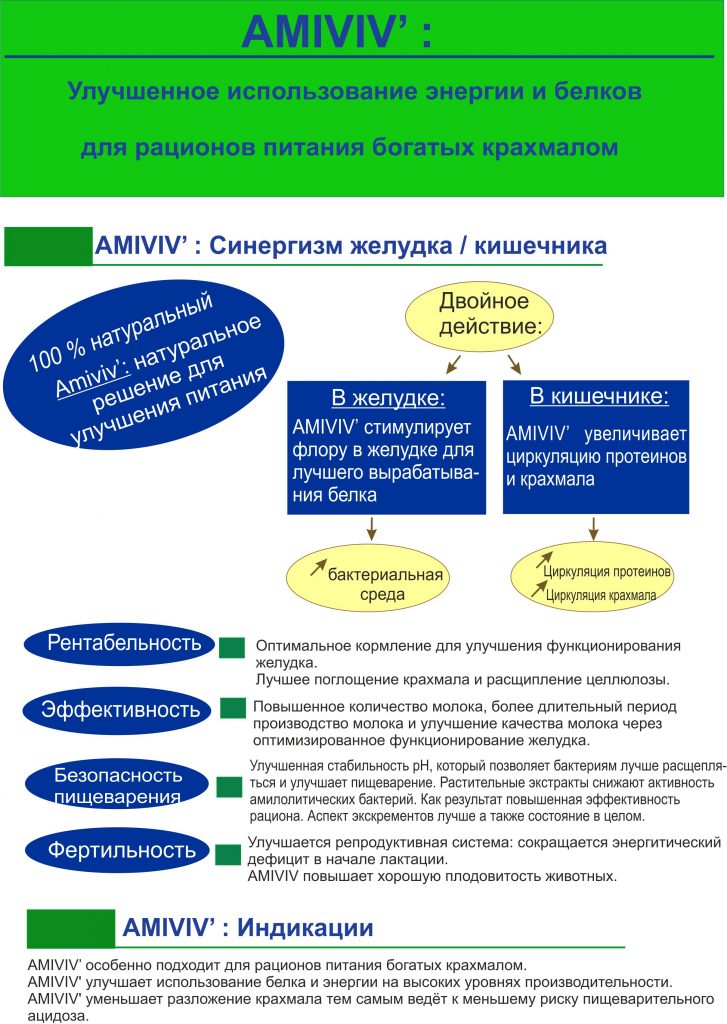 AMIVIV’ :
Улучшенное использование энергии и белков
для рационов питания богатых крахмалом
AMIVIV’ : Синергизм желудка / кишечника
100 % натуральный
Amiviv’: натуральное
решение для
улучшения питания
Двойное
действие:
В желудке:
AMIVIV’ стимулирует
флору в желудке для
лучшего вырабатыва-
ния белка
В кишечнике:
AMIVIV’ увеличивает
циркуляцию протеинов
и крахмала
бактериальная
среда
Циркуляция протеинов
Циркуляция крахмала
Рентабельность
Оптимальное кормление для улучшения функционирования
желудка.
Лучшее поглощение крахмала и расщипление целлюлозы.
Эффективность
Повышенное количество молока, более длительный период
производство молока и улучшение качества молока через
оптимизированное функционирование желудка.
Безопасность
пищеварения
Улучшенная стабильность pH, который позволяет бактериям лучше расщепля-
ться и улучшает пищеварение. Растительные экстракты снижают активность
амилолитических бактерий. Как результат повышенная эффективность
рациона. Аспект экскрементов лучше а также состояние в целом.
Фертильность
Улучшается репродуктивная система: сокращается энергитический
дефицит в начале лактации.
AMIVIV повышает хорошую плодовитость животных.
AMIVIV’ : Индикации
AMIVIV’ особенно подходит для рационов питания богатых крахмалом.
AMIVIV' улучшает использование белка и энергии на высоких уровнях производительности.
AMIVIV' уменьшает разложение крахмала тем самым ведёт к меньшему риску пищеварительного
ацидоза.